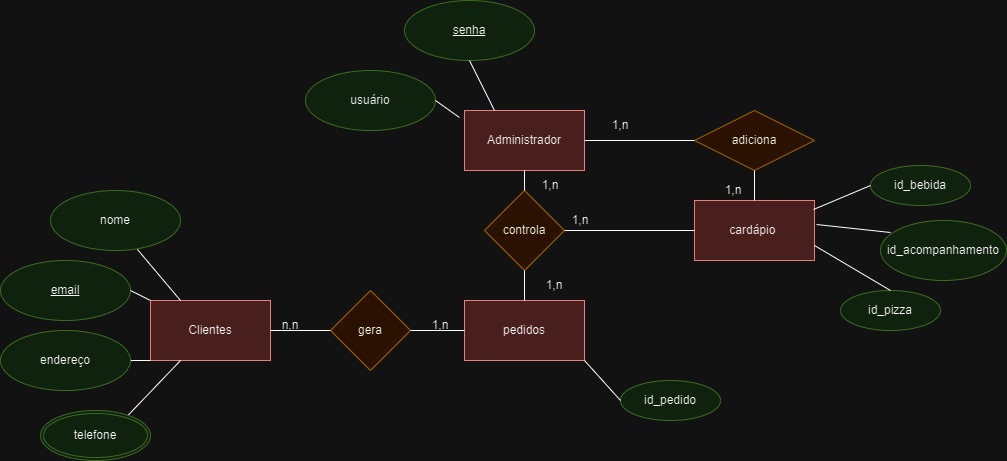 senha
usuário
Administrador
1,n
adiciona
1,n
1,n
id_bebida
nome
controla
1,n
cardápio
id_acompanhamento
email
1,n
id_pizza
Clientes
n,n
gera
1,n
pedidos
endereço
id_pedido
telefone